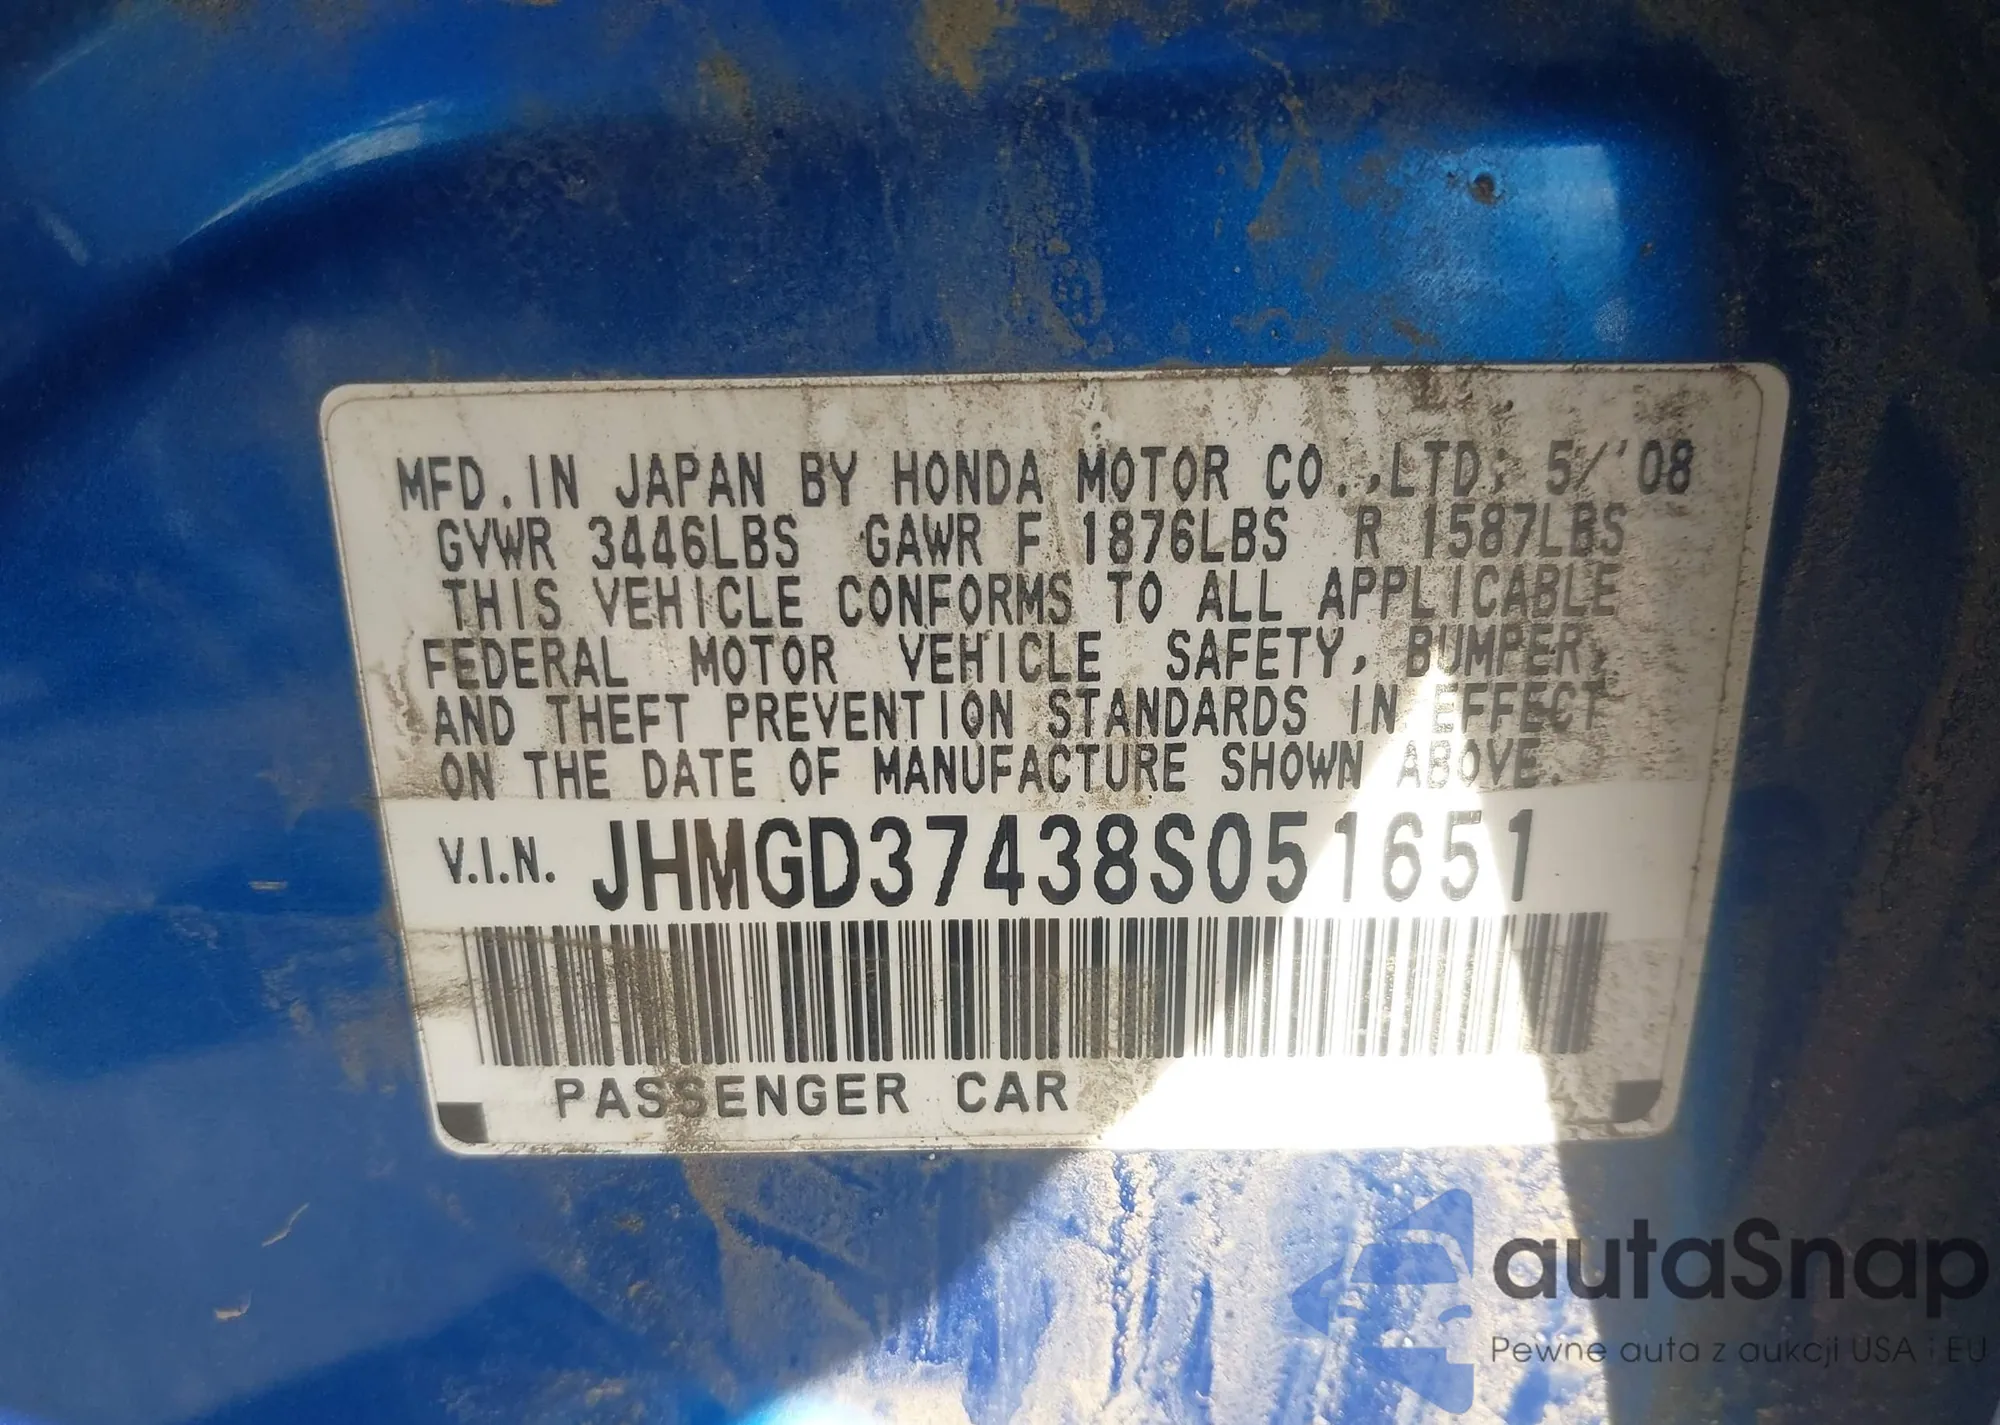 MFD. IN JAPAN BY HONDA MOTOR CO.,LTD. 5/'08
GVWR 3446LBS GAWR F 1876LBS R 1587LBS
THIS VEHICLE CONFORMS TO ALL APPLICABLE
FEDERAL MOTOR VEHICLE SAFETY, BUMPER,
AND THEFT PREVENTION STANDARDS IN EFFECT
ON THE DATE OF MANUFACTURE SHOWN ABOVE.
V.I.N. JHMGD37438S051651
PASSENGER CAR
autaSnap
Pewne auta z aukcji USA i EU